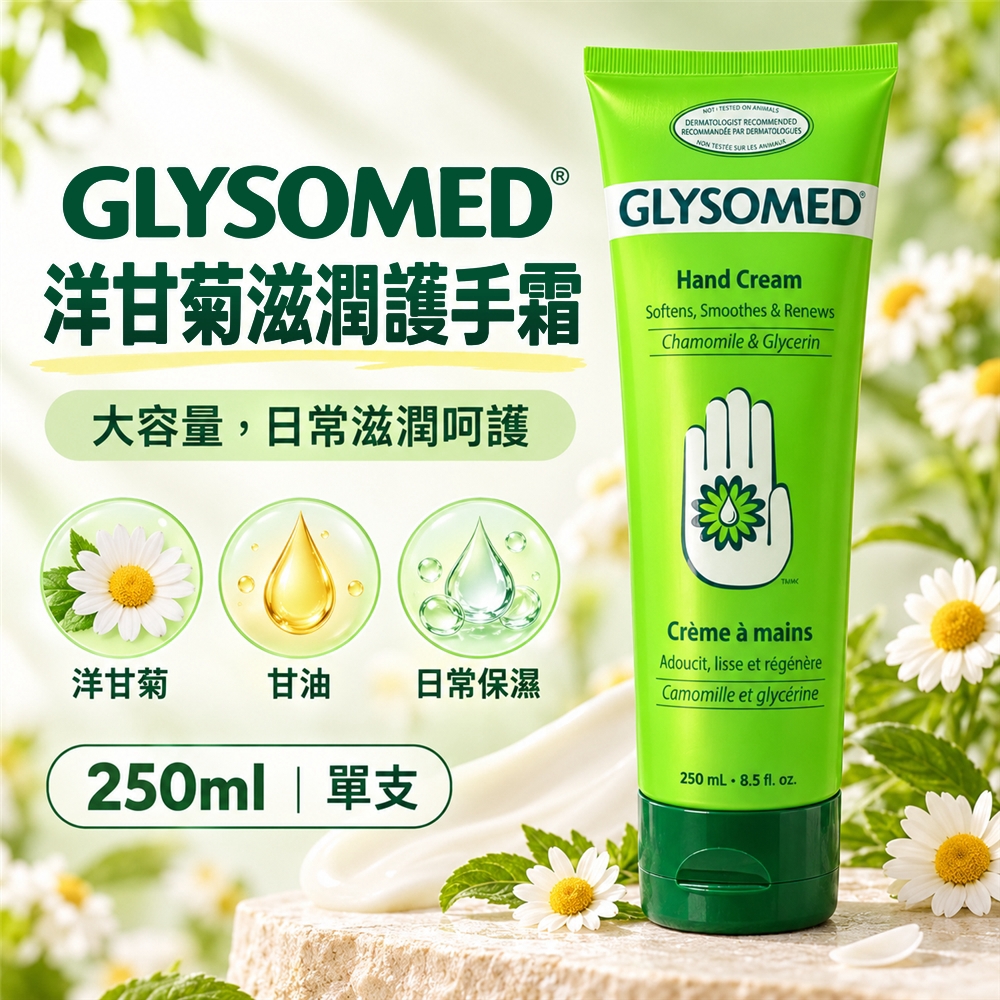 GLYSOMED®
洋甘菊滋潤護手霜
大容量，日常滋潤呵護
洋甘菊
甘油
日常保濕
250ml | 單支
NOT TESTED ON ANIMALS
DERMATOLOGIST RECOMMENDED
RECOMMANDÉE PAR DERMATOLOGUES
NON TESTÉE SUR LES ANIMAUX
GLYSOMED®
Hand Cream
Softens, Smoothes & Renews
Chamomile & Glycerin
Crème à mains
Adoucit, lisse et régénère
Camomille et glycérine
250 mL • 8.5 fl. oz.